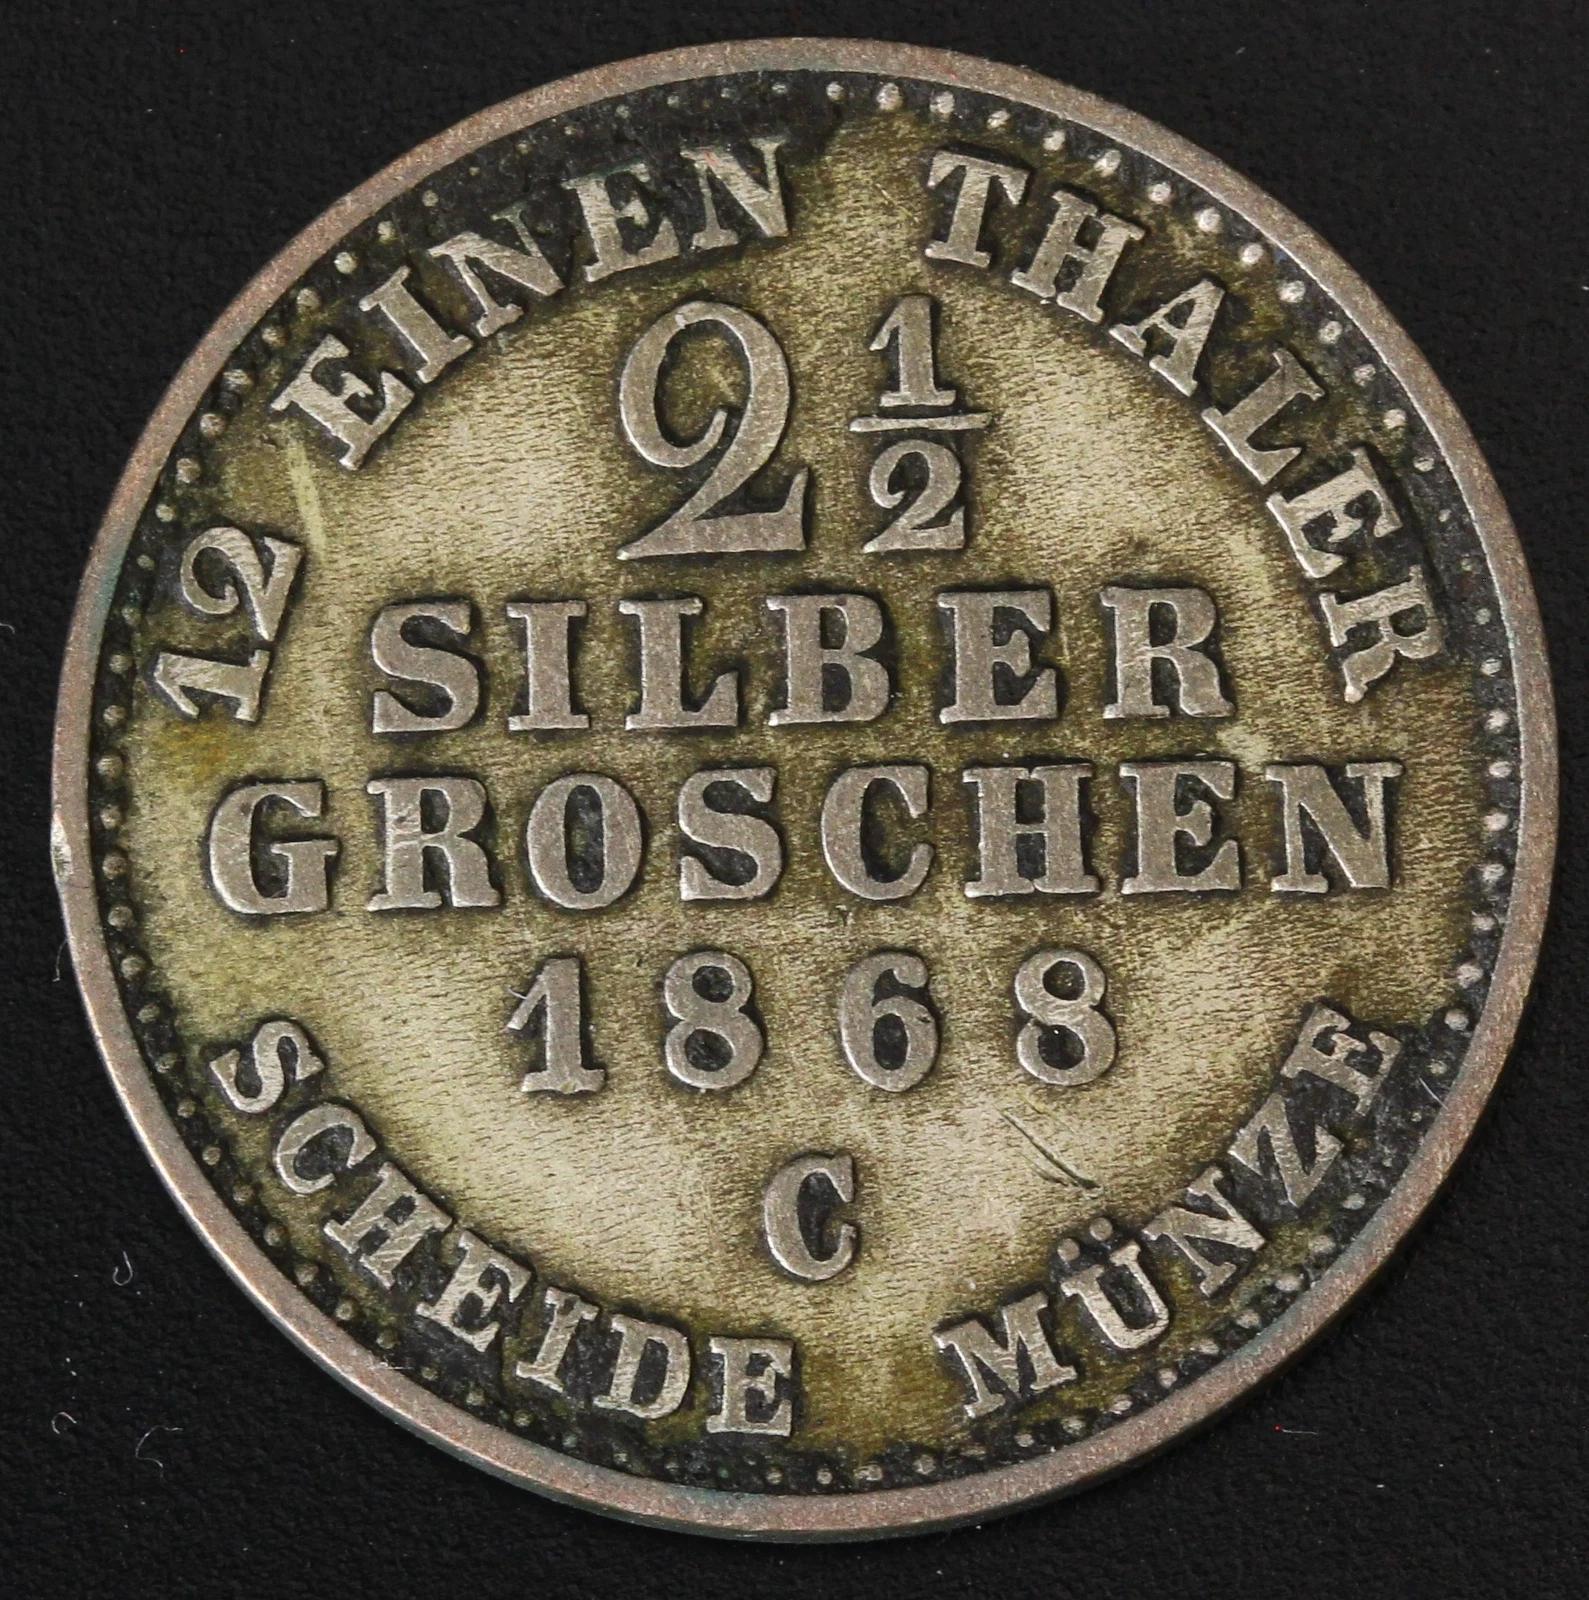 12 EINEN THALER
2 1/2
SILBER
GROSCHEN
1868
C
SCHEIDE MÜNZE